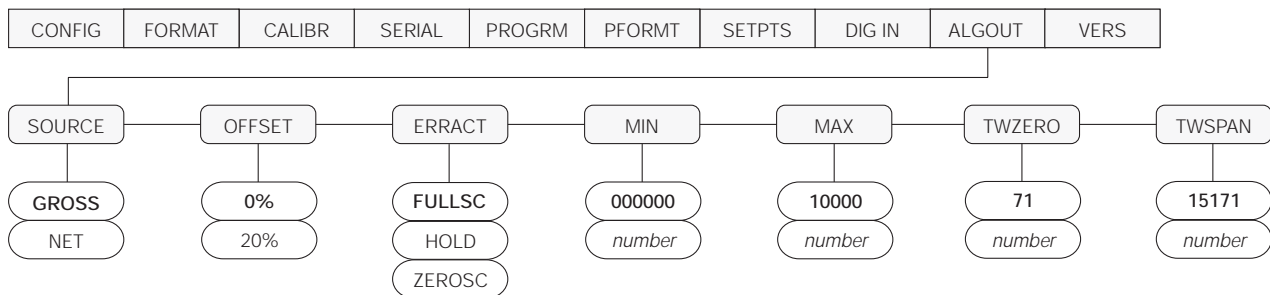 CONFIG FORMAT CALIBR SERIAL PROGRM PFORMT SETPTS DIG IN ALGOUT VERS
SOURCE OFFSET ERRACT MIN MAX TWZERO TWSPAN
GROSS 0% FULLSC 000000 10000 71 15171
NET 20% HOLD number number number number
ZEROSC